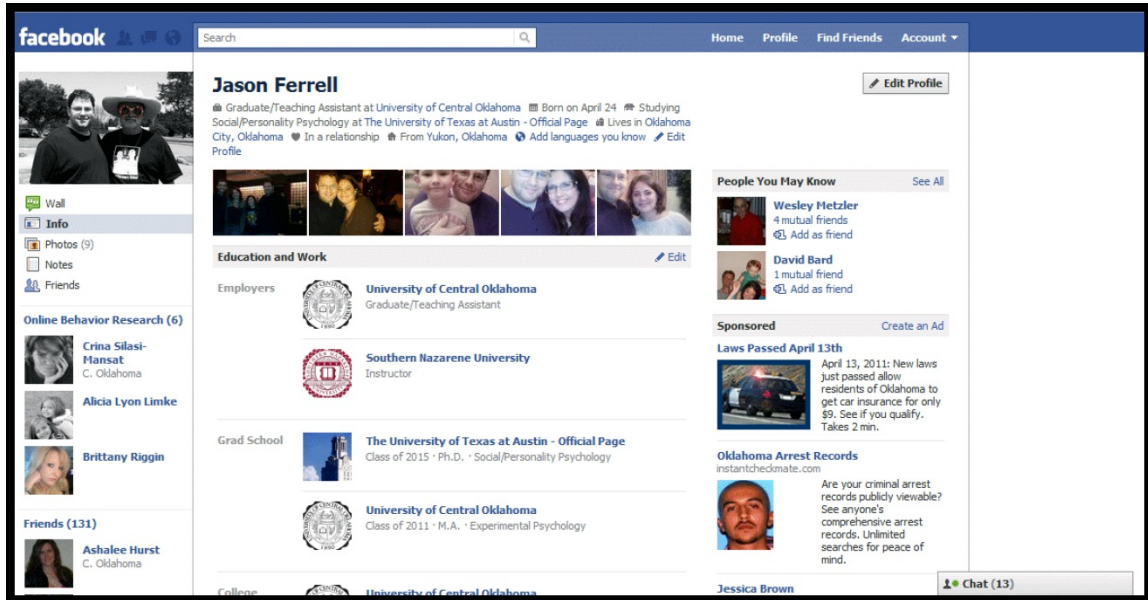 facebook
Search
Home Profile Find Friends Account
Jason Ferrell
Edit Profile
Graduate/Teaching Assistant at University of Central Oklahoma Born on April 24 Studying
Social/Personality Psychology at The University of Texas at Austin - Official Page Lives in Oklahoma
City, Oklahoma In a relationship From Yukon, Oklahoma Add languages you know Edit
Profile
Wall
Info
Photos (9)
Notes
Friends
Online Behavior Research (6)
Crina Silasi-
Mansat
C. Oklahoma
Alicia Lyon Limke
Brittany Riggin
Friends (131)
Ashalee Hurst
C. Oklahoma
Education and Work
Edit
Employers
University of Central Oklahoma
Graduate/Teaching Assistant
Southern Nazarene University
Instructor
Grad School
The University of Texas at Austin - Official Page
Class of 2015 · Ph.D. · Social/Personality Psychology
University of Central Oklahoma
Class of 2011 · M.A. · Experimental Psychology
College
University of Central Oklahoma
People You May Know
See All
Wesley Metzler
4 mutual friends
Add as friend
David Bard
1 mutual friend
Add as friend
Sponsored
Create an Ad
Laws Passed April 13th
April 13, 2011: New laws
just passed allow
residents of Oklahoma to
get car insurance for only
$9. See if you qualify.
Takes 2 min.
Oklahoma Arrest Records
instantcheckmate.com
Are your criminal arrest
records publicly viewable?
See anyone's
comprehensive arrest
records. Unlimited
searches for peace of
mind.
Jessica Brown
Chat (13)